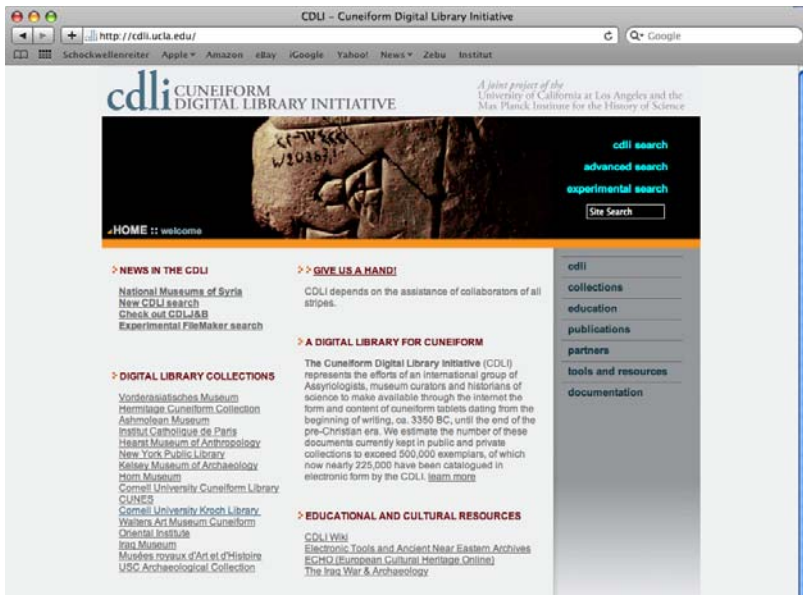 CDLI – Cuneiform Digital Library Initiative
http://cdli.ucla.edu/
Google
Schockwellenreiter Apple Amazon eBay iGoogle Yahoo! News Zebu Institut
cdli CUNEIFORM
DIGITAL LIBRARY INITIATIVE
A joint project of the
University of California at Los Angeles and the
Max Planck Institute for the History of Science
W20363,1
cdli search
advanced search
experimental search
Site Search
HOME :: welcome
NEWS IN THE CDLI
National Museums of Syria
New CDLI search
Check out CDLJ&B
Experimental FileMaker search
DIGITAL LIBRARY COLLECTIONS
Vorderasiatisches Museum
Hermitage Cuneiform Collection
Ashmolean Museum
Institut Catholique de Paris
Hearst Museum of Anthropology
New York Public Library
Kelsey Museum of Archaeology
Horn Museum
Cornell University Cuneiform Library
CUNES
Cornell University Kroch Library
Walters Art Museum Cuneiform
Oriental Institute
Iraq Museum
Musées royaux d'Art et d'Histoire
USC Archaeological Collection
GIVE US A HAND!
CDLI depends on the assistance of collaborators of all
stripes.
A DIGITAL LIBRARY FOR CUNEIFORM
The Cuneiform Digital Library Initiative (CDLI)
represents the efforts of an international group of
Assyriologists, museum curators and historians of
science to make available through the internet the
form and content of cuneiform tablets dating from the
beginning of writing, ca. 3350 BC, until the end of the
pre-Christian era. We estimate the number of these
documents currently kept in public and private
collections to exceed 500,000 exemplars, of which
now nearly 225,000 have been catalogued in
electronic form by the CDLI. learn more
EDUCATIONAL AND CULTURAL RESOURCES
CDLI Wiki
Electronic Tools and Ancient Near Eastern Archives
ECHO (European Cultural Heritage Online)
The Iraq War & Archaeology
cdli
collections
education
publications
partners
tools and resources
documentation